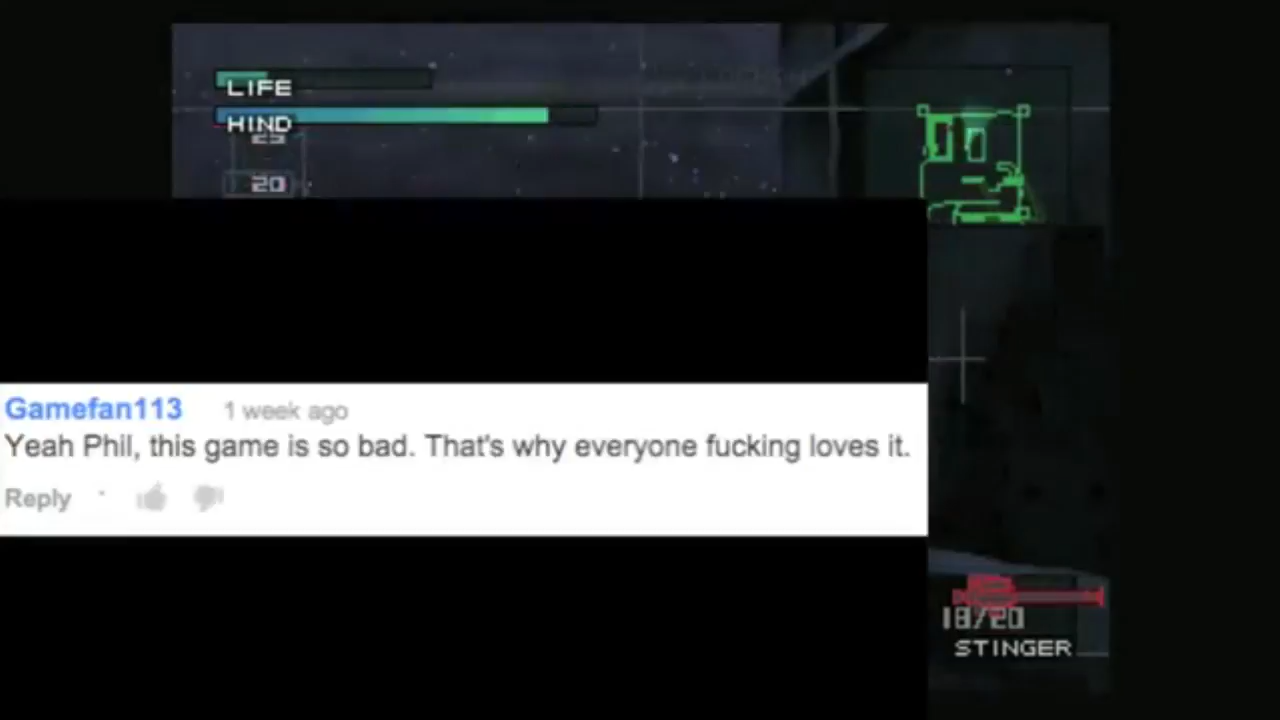 LIFE
HIND
25
20
Gamefan113 1 week ago
Yeah Phil, this game is so bad. That's why everyone fucking loves it.
Reply
18/20
STINGER